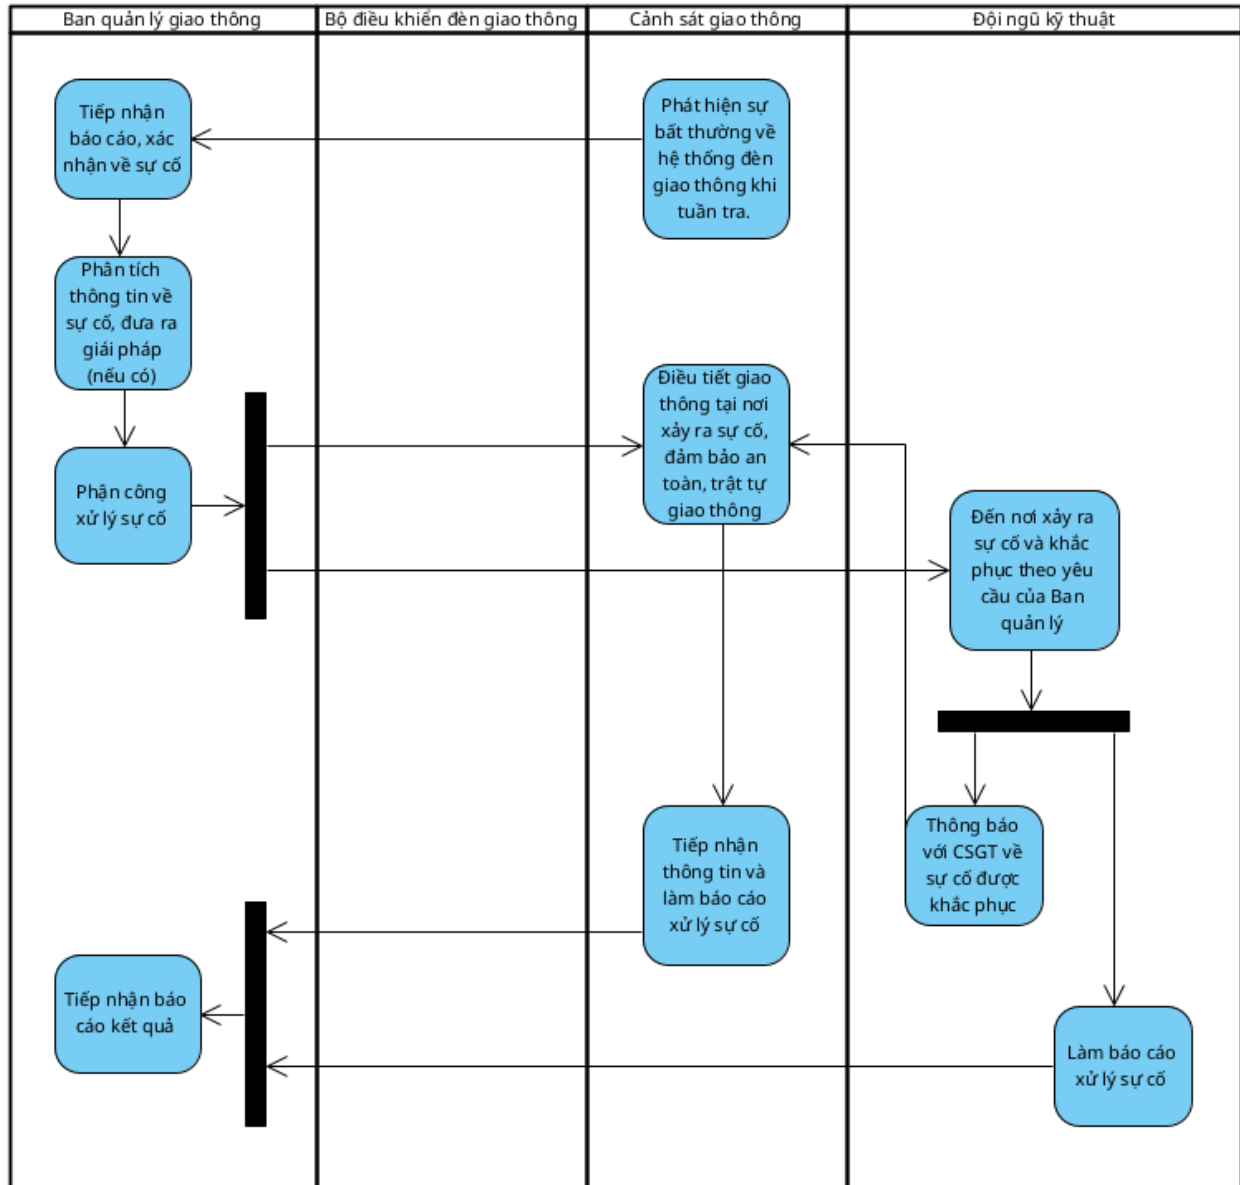 Ban quản lý giao thông
Bộ điều khiển đèn giao thông
Cảnh sát giao thông
Đội ngũ kỹ thuật
Tiếp nhận
báo cáo, xác
nhận về sự cố
Phát hiện sự
bất thường về
hệ thống đèn
giao thông khi
tuần tra.
Phân tích
thông tin về
sự cố, đưa ra
giái pháp
(nếu có)
Điều tiết giao
thông tại nơi
xảy ra sự cố,
đảm bảo an
toàn, trật tự
giao thông
Phận công
xử lý sự cố
Đến nơi xảy ra
sự cố và khắc
phục theo yêu
cầu của Ban
quản lý
Tiếp nhận
thông tin và
làm báo cáo
xử lý sự cố
Thông báo
với CSGT về
sự cố được
khắc phục
Tiếp nhận báo
cáo kết quả
Làm báo cáo
xử lý sự cố